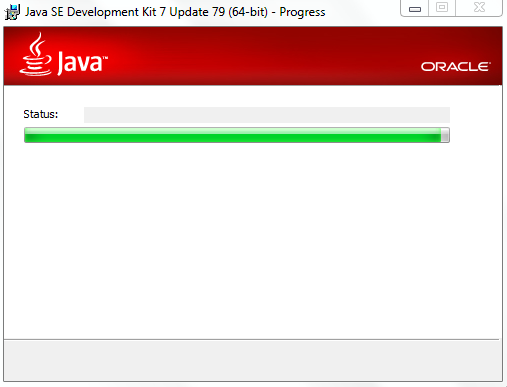 Java SE Development Kit 7 Update 79 (64-bit) - Progress
Java™
ORACLE®
Status: